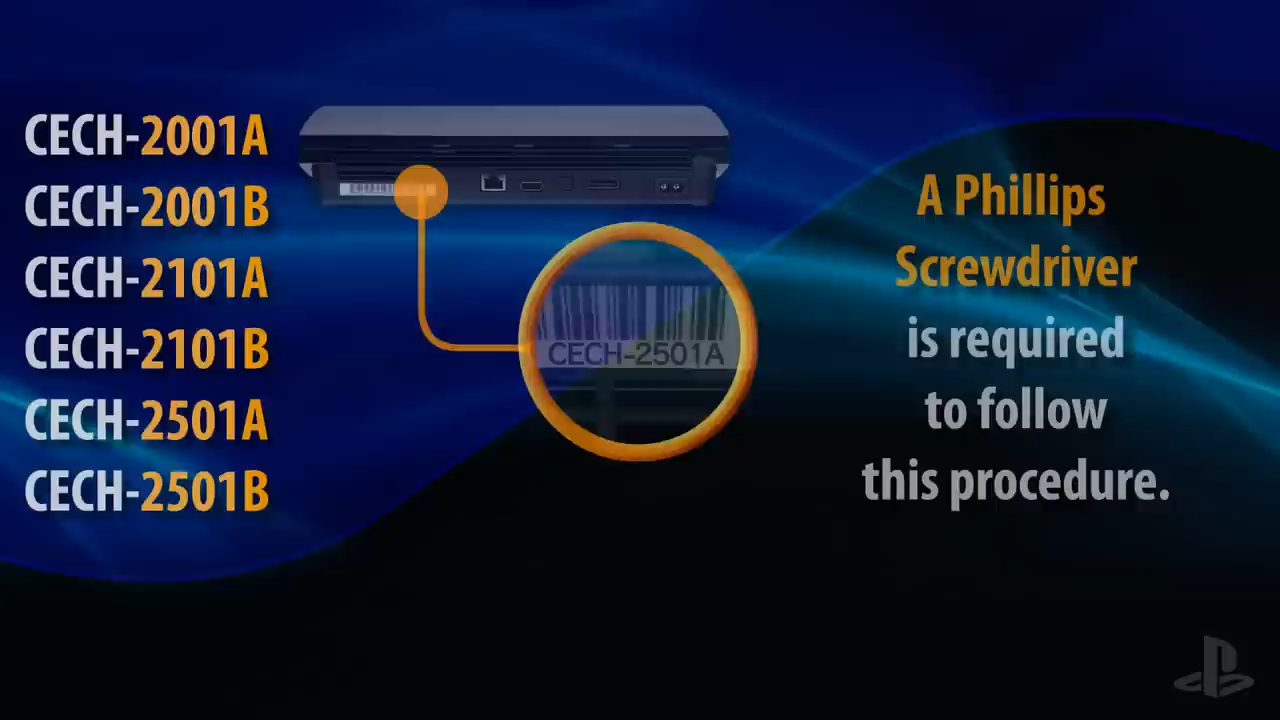 CECH-2001A
CECH-2001B
CECH-2101A
CECH-2101B
CECH-2501A
CECH-2501B
CECH-2501A
A Phillips
Screwdriver
is required
to follow
this procedure.